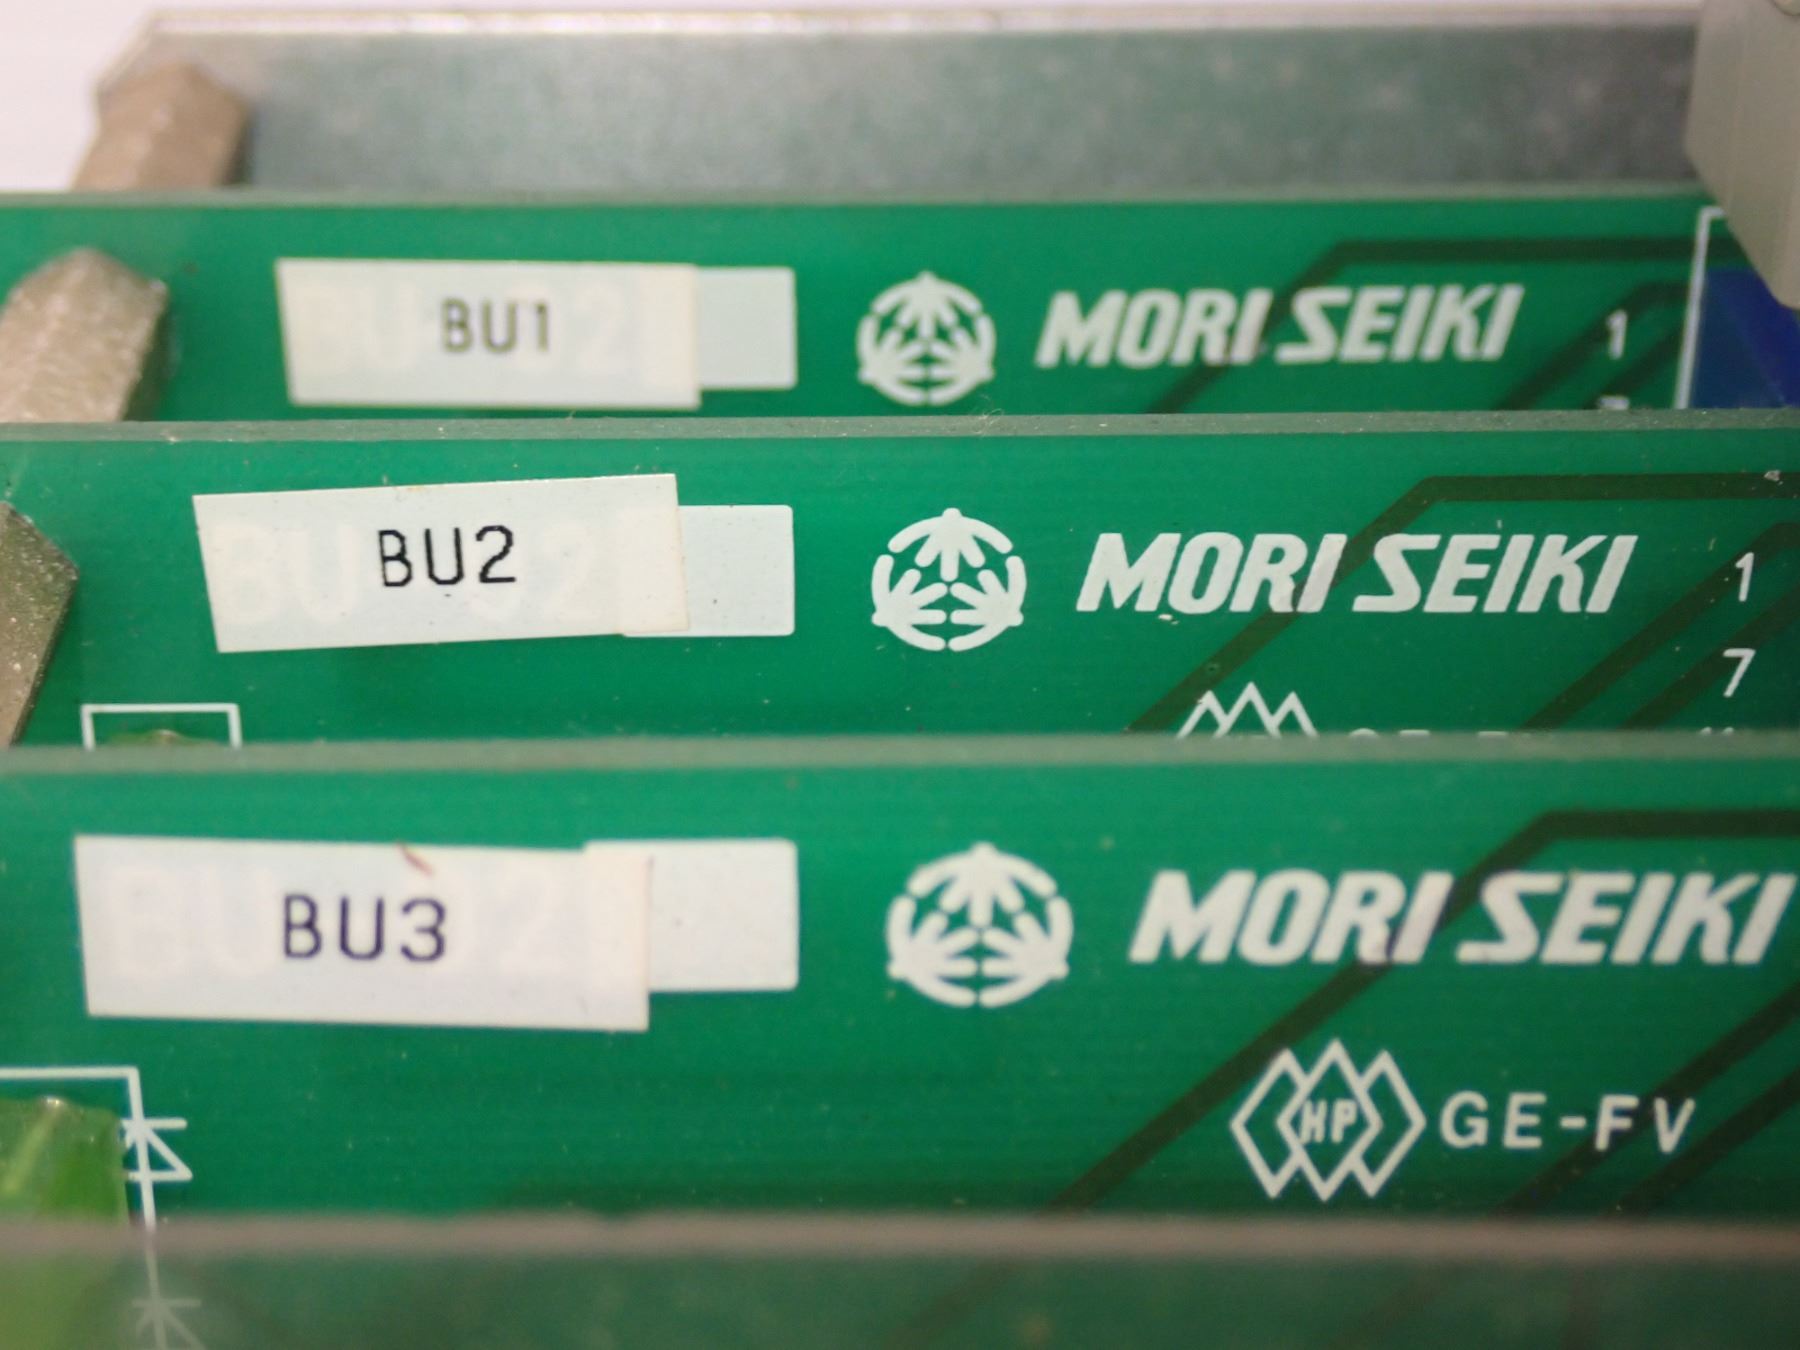 BU1 MORI SEIKI 1
BU2 MORI SEIKI 1
7
BU3 MORI SEIKI
HP GE-FV